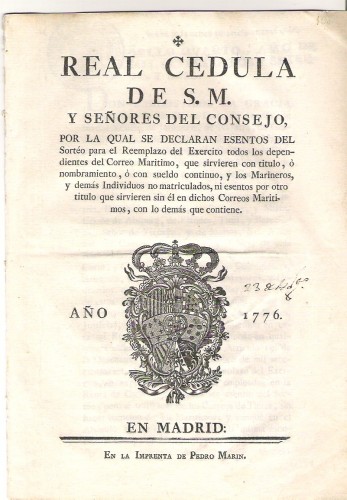 REAL CEDULA
DE S. M.
Y SEÑORES DEL CONSEJO,
POR LA QUAL SE DECLARAN ESENTOS DEL
Sortéo para el Reemplazo del Exercito todos los depen-
dientes del Correo Maritimo, que sirvieren con titulo, ó
nombramiento, ó con sueldo continuo, y los Marineros,
y demás Individuos no matriculados, ni esentos por otro
titulo que sirvieren sin él en dichos Correos Mariti-
mos, con lo demás que contiene.
23 de
AÑO 1776.
EN MADRID:
EN LA IMPRENTA DE PEDRO MARIN.